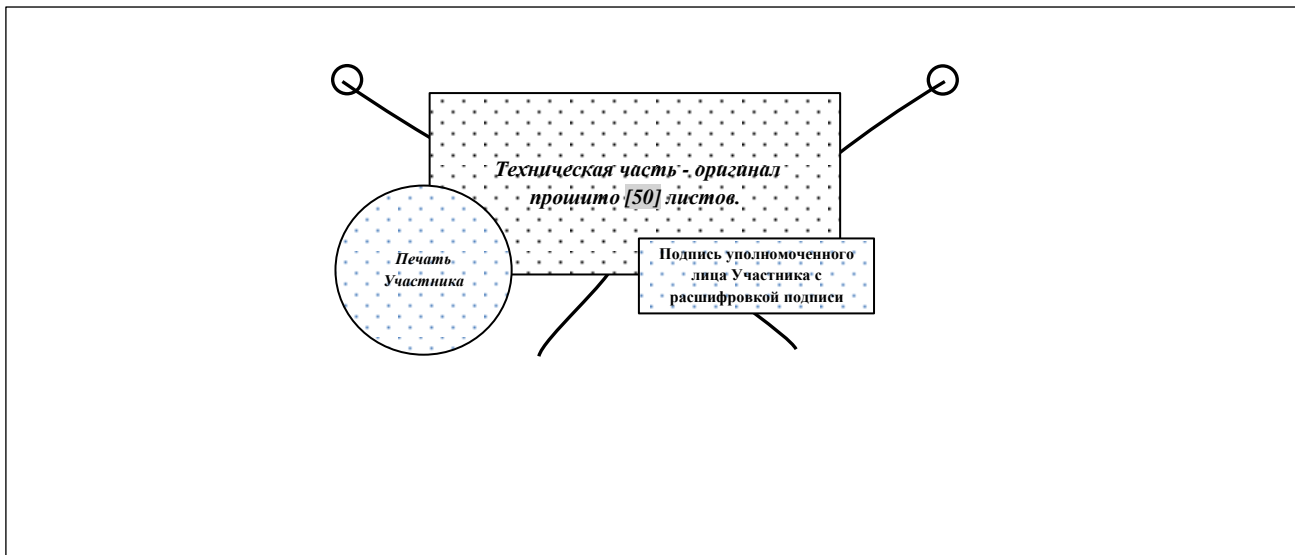 Техническая часть - оригинал
прошито [50] листов.
Печать
Участника
Подпись уполномоченного
лица Участника с
расшифровкой подписи